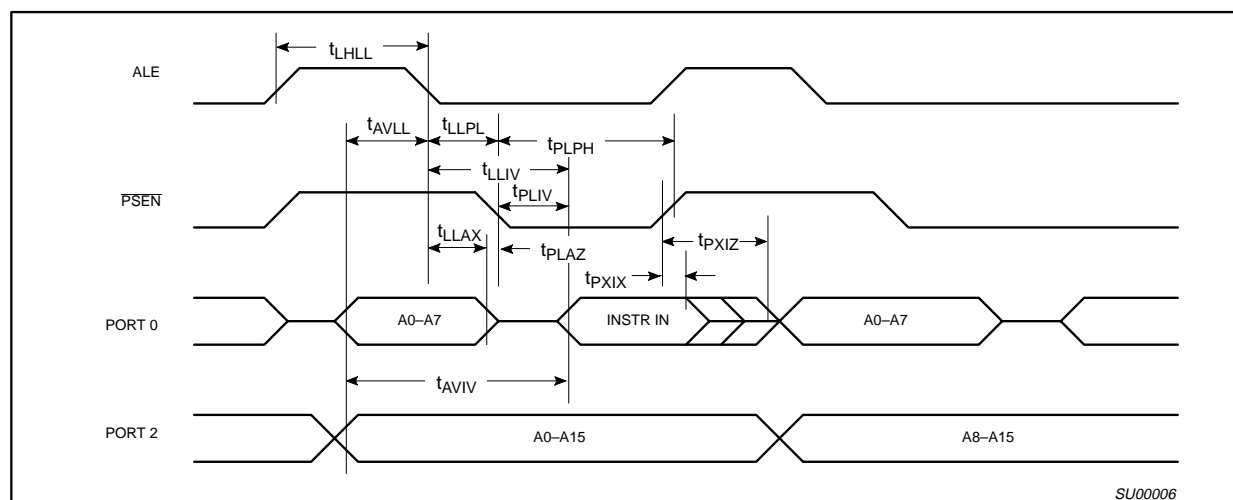 tLHLL
ALE
tAVLL
tLLPL
tPLPH
tLLIV
PSEN
tPLIV
tLLAX
tPLAZ
tPXIZ
tPXIX
PORT 0
A0–A7
INSTR IN
A0–A7
tAVIV
PORT 2
A0–A15
A8–A15
SU00006